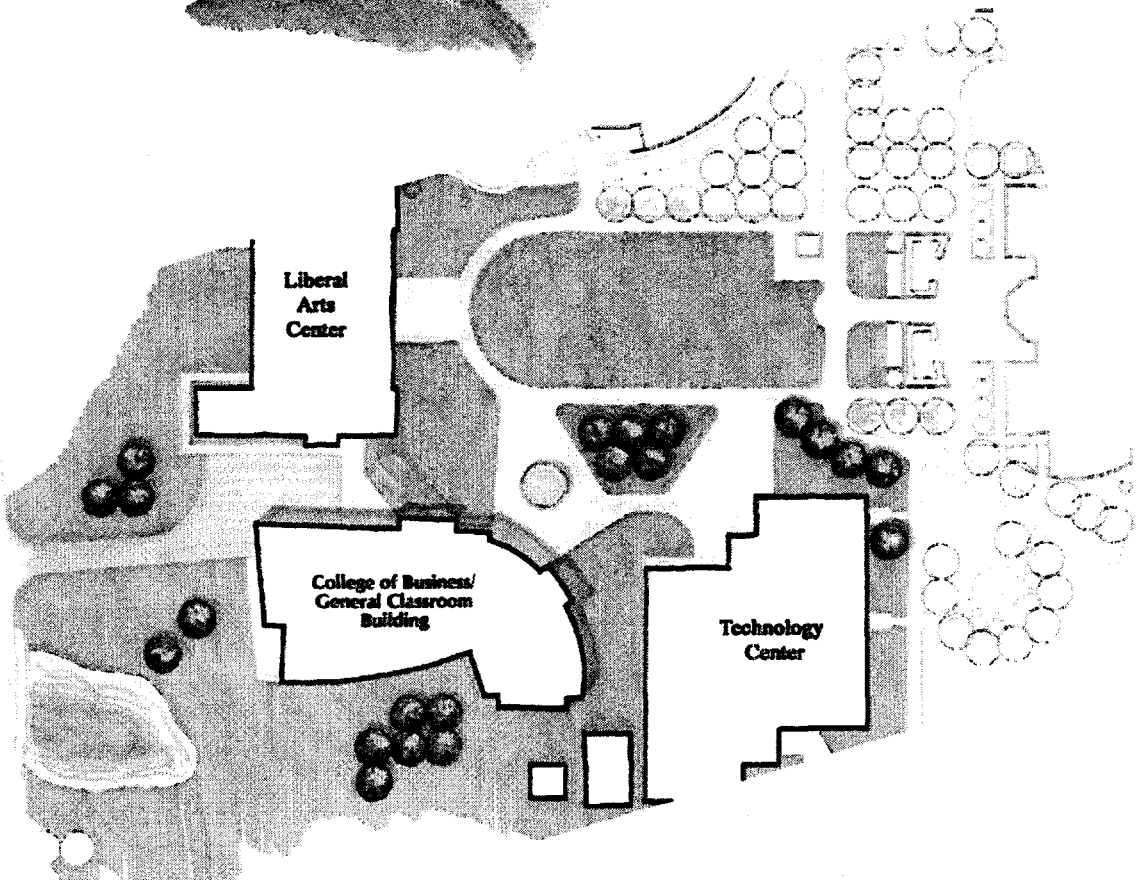 Liberal
Arts
Center
College of Business/
General Classroom
Building
Technology
Center